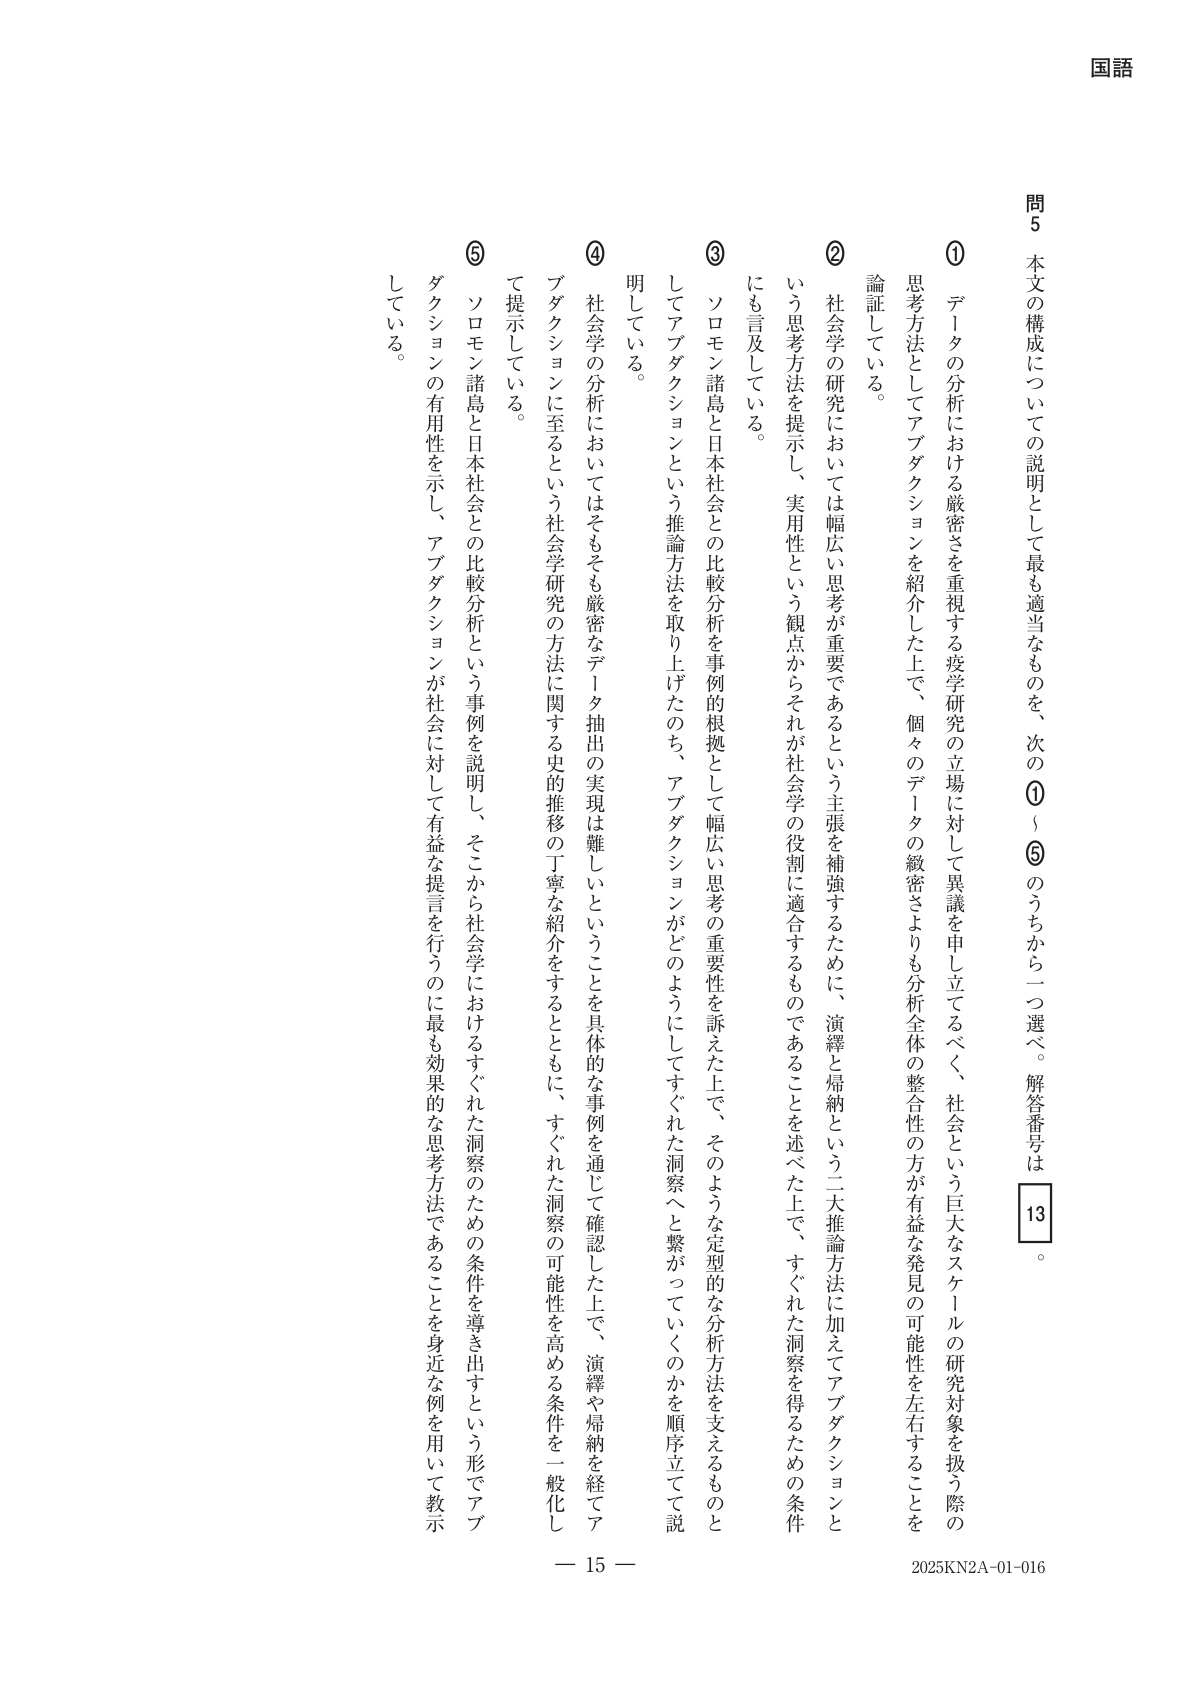 国語
問5 本文の構成についての説明として最も適当なものを、次の①~⑤のうちから一つ選べ。解答番号は 13 。
① データの分析における厳密さを重視する疫学研究の立場に対して異議を申し立てるべく、社会という巨大なスケールの研究対象を扱う際の
思考方法としてアブダクションを紹介した上で、個々のデータの緻密さよりも分析全体の整合性の方が有益な発見の可能性を左右することを
論証している。
② 社会学の研究においては幅広い思考が重要であるという主張を補強するために、演繹と帰納という二大推論方法に加えてアブダクションと
いう思考方法を提示し、実用性という観点からそれが社会学の役割に適合するものであることを述べた上で、すぐれた洞察を得るための条件
にも言及している。
③ ソロモン諸島と日本社会との比較分析を事例的根拠として幅広い思考の重要性を訴えた上で、そのような定型的な分析方法を支えるものと
してアブダクションという推論方法を取り上げたのち、アブダクションがどのようにしてすぐれた洞察へと繋がっていくのかを順序立てて説
明している。
④ 社会学の分析においてはそもそも厳密なデータ抽出の実現は難しいということを具体的な事例を通じて確認した上で、演繹や帰納を経てア
ブダクションに至るという社会学研究の方法に関する史的推移の丁寧な紹介をするとともに、すぐれた洞察の可能性を高める条件を一般化し
て提示している。
⑤ ソロモン諸島と日本社会との比較分析という事例を説明し、そこから社会学におけるすぐれた洞察のための条件を導き出すという形でアブ
ダクションの有用性を示し、アブダクションが社会に対して有益な提言を行うのに最も効果的な思考方法であることを身近な例を用いて教示
している。
— 15 —
2025KN2A-01-016